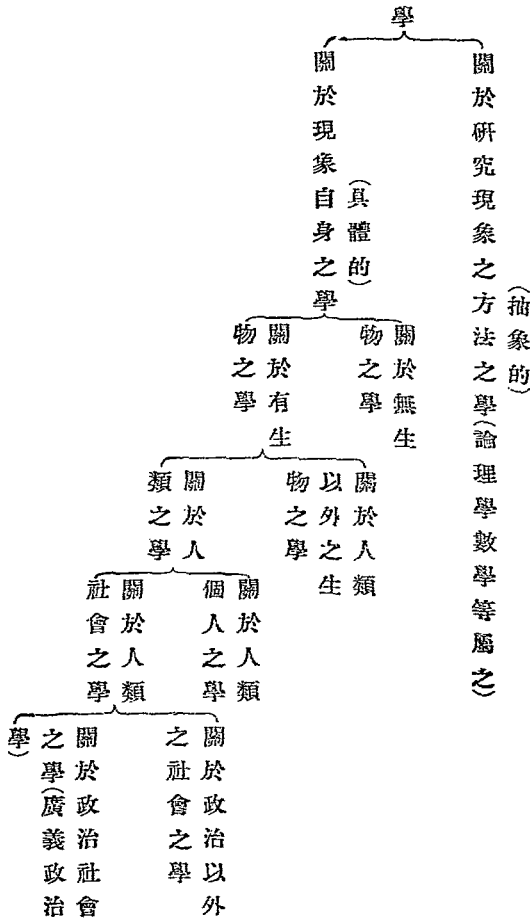 學
關於硏究現象之方法之學(論理學數學等屬之)
(抽象的)
關於現象自身之學
(具體的)
關於無生
物之學
關於有生
物之學
關於人類
以外之生
物之學
關於人
類之學
關於人類
個人之學
關於人類
社會之學
關於政治以外
之社會之學
關於政治社會
之學(廣義政治
學)